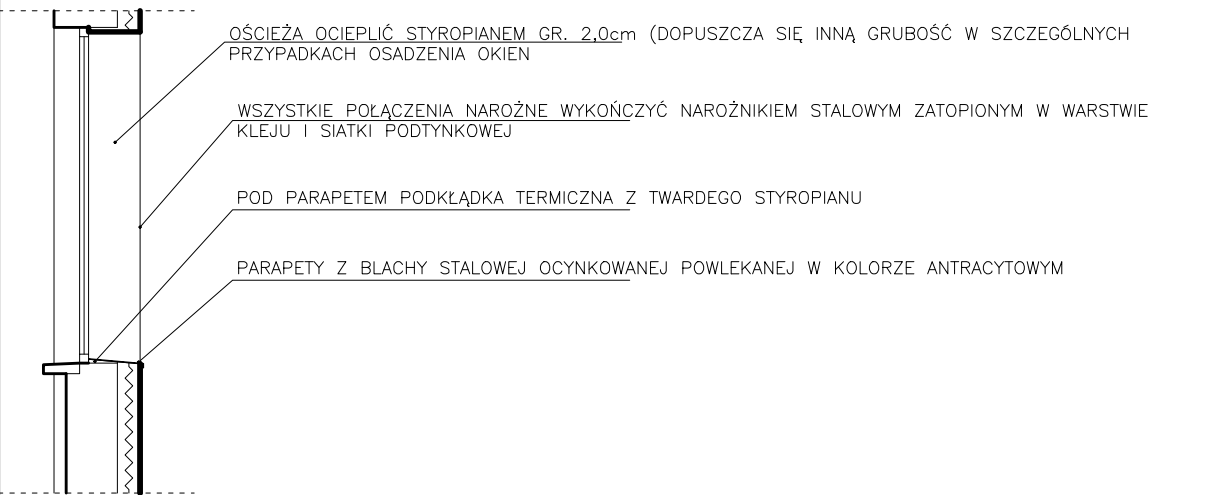 OŚCIEŻA OCIEPLIĆ STYROPIANEM GR. 2,0cm (DOPUSZCZA SIĘ INNĄ GRUBOŚĆ W SZCZEGÓLNYCH
PRZYPADKACH OSADZENIA OKIEN
WSZYSTKIE POŁĄCZENIA NAROŻNE WYKOŃCZYĆ NAROŻNIKIEM STALOWYM ZATOPIONYM W WARSTWIE
KLEJU I SIATKI PODTYNKOWEJ
POD PARAPETEM PODKŁĄDKA TERMICZNA Z TWARDEGO STYROPIANU
PARAPETY Z BLACHY STALOWEJ OCYNKOWANEJ POWLEKANEJ W KOLORZE ANTRACYTOWYM